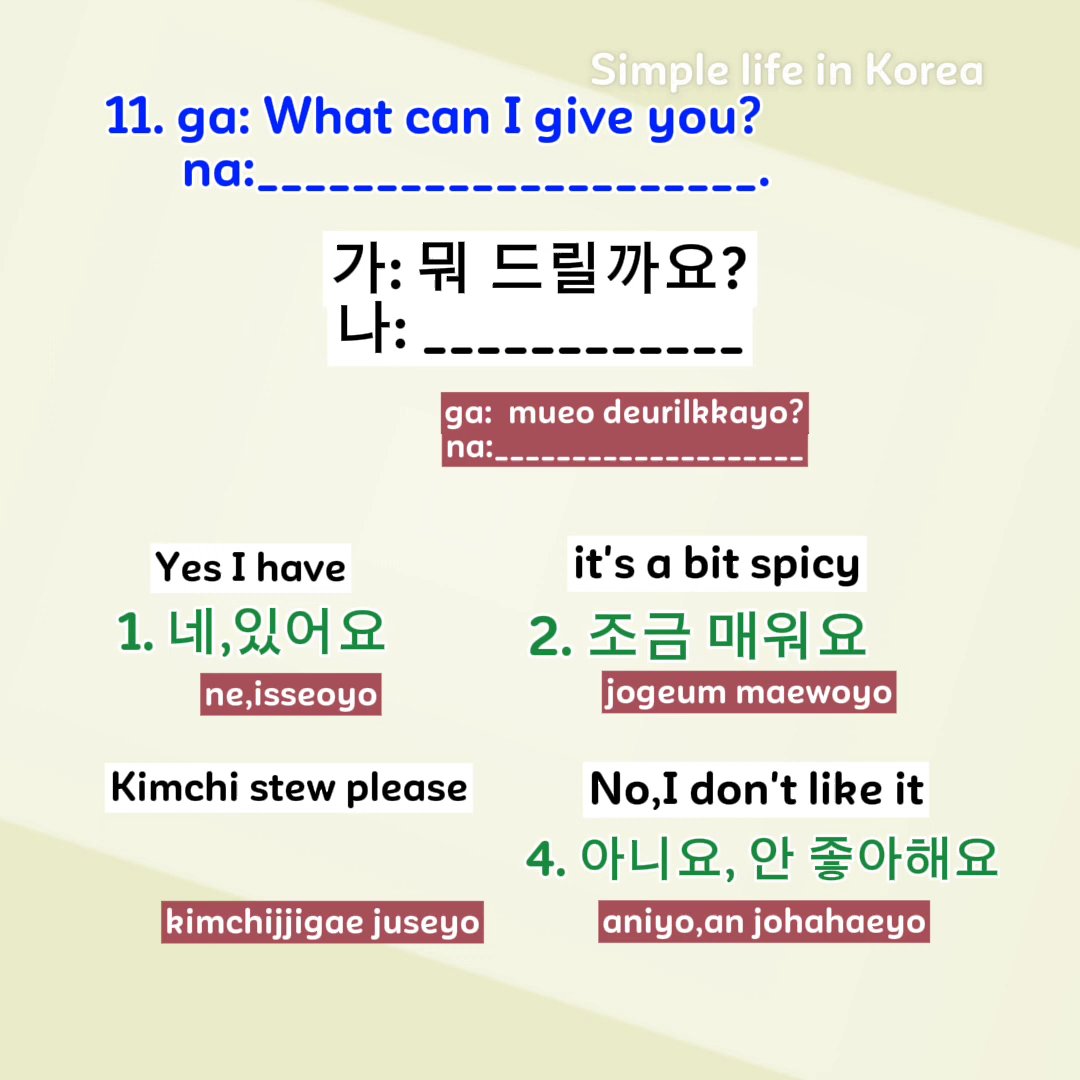 Simple life in Korea
11. ga: What can I give you?
na:_____________________.
가: 뭐 드릴까요?
나: ____________
ga: mueo deurilkkayo?
na:____________________
Yes I have
1. 네,있어요
ne,isseoyo
it's a bit spicy
2. 조금 매워요
jogeum maewoyo
Kimchi stew please
kimchijjigae juseyo
No,I don't like it
4. 아니요, 안 좋아해요
aniyo,an johahaeyo